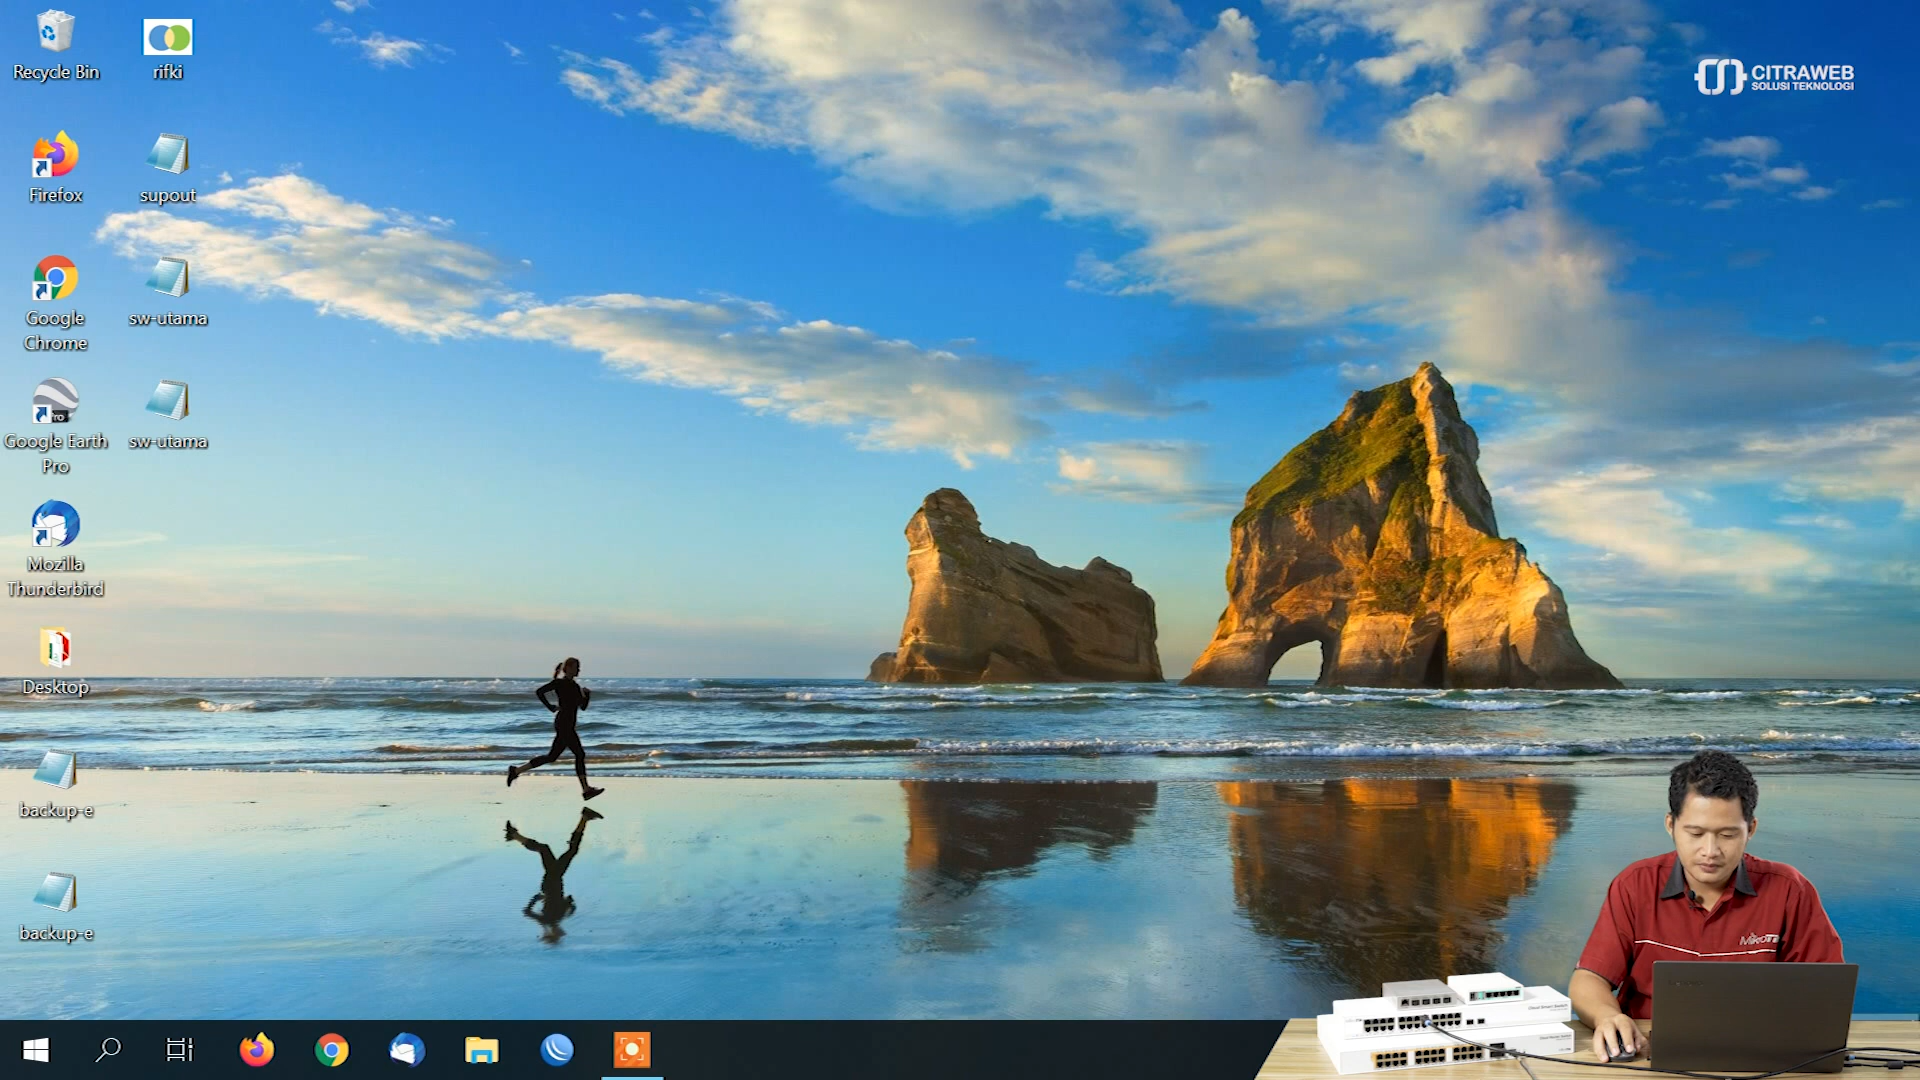 Recycle Bin
rifki
CITRAWEB
SOLUSI TEKNOLOGI
Firefox
supout
Google
Chrome
sw-utama
Google Earth
Pro
sw-utama
Mozilla
Thunderbird
Desktop
backup-e
backup-e